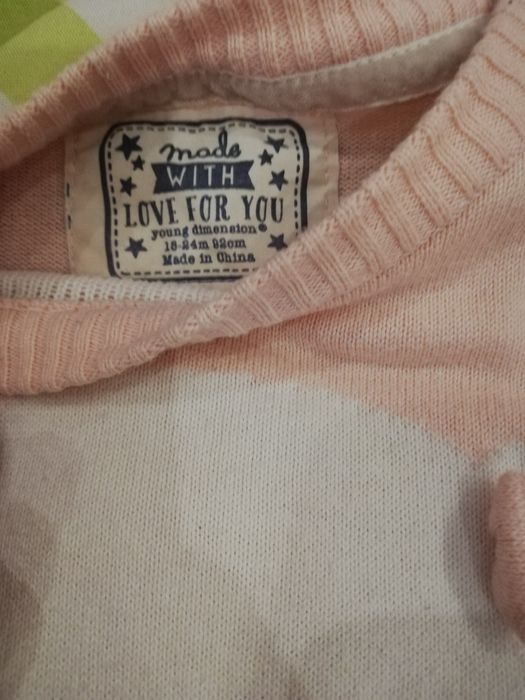 made
WITH
LOVE FOR YOU
young dimension®
18-24m 92cm
Made in China